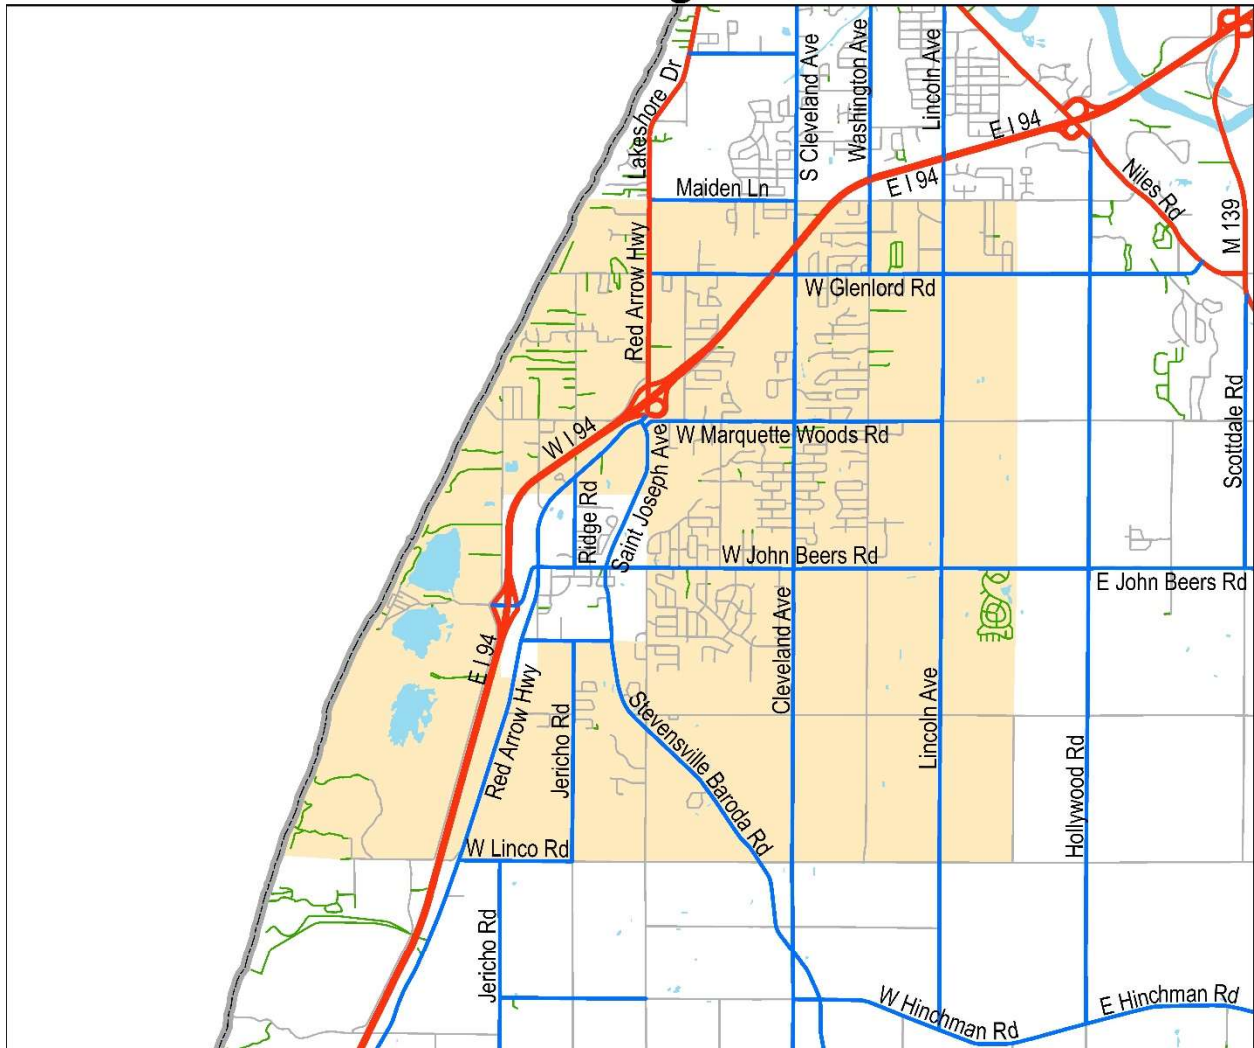 Lakeshore Dr
S Cleveland Ave
Washington Ave
Lincoln Ave
E I 94
E I 94
Maiden Ln
Niles Rd
M 139
Red Arrow Hwy
W Glenlord Rd
Scottdale Rd
W I 94
W Marquette Woods Rd
Ridge Rd
Saint Joseph Ave
W John Beers Rd
E John Beers Rd
E I 94
Red Arrow Hwy
Jericho Rd
Stevensville Baroda Rd
Cleveland Ave
Lincoln Ave
Hollywood Rd
W Linco Rd
Jericho Rd
W Hinchman Rd
E Hinchman Rd